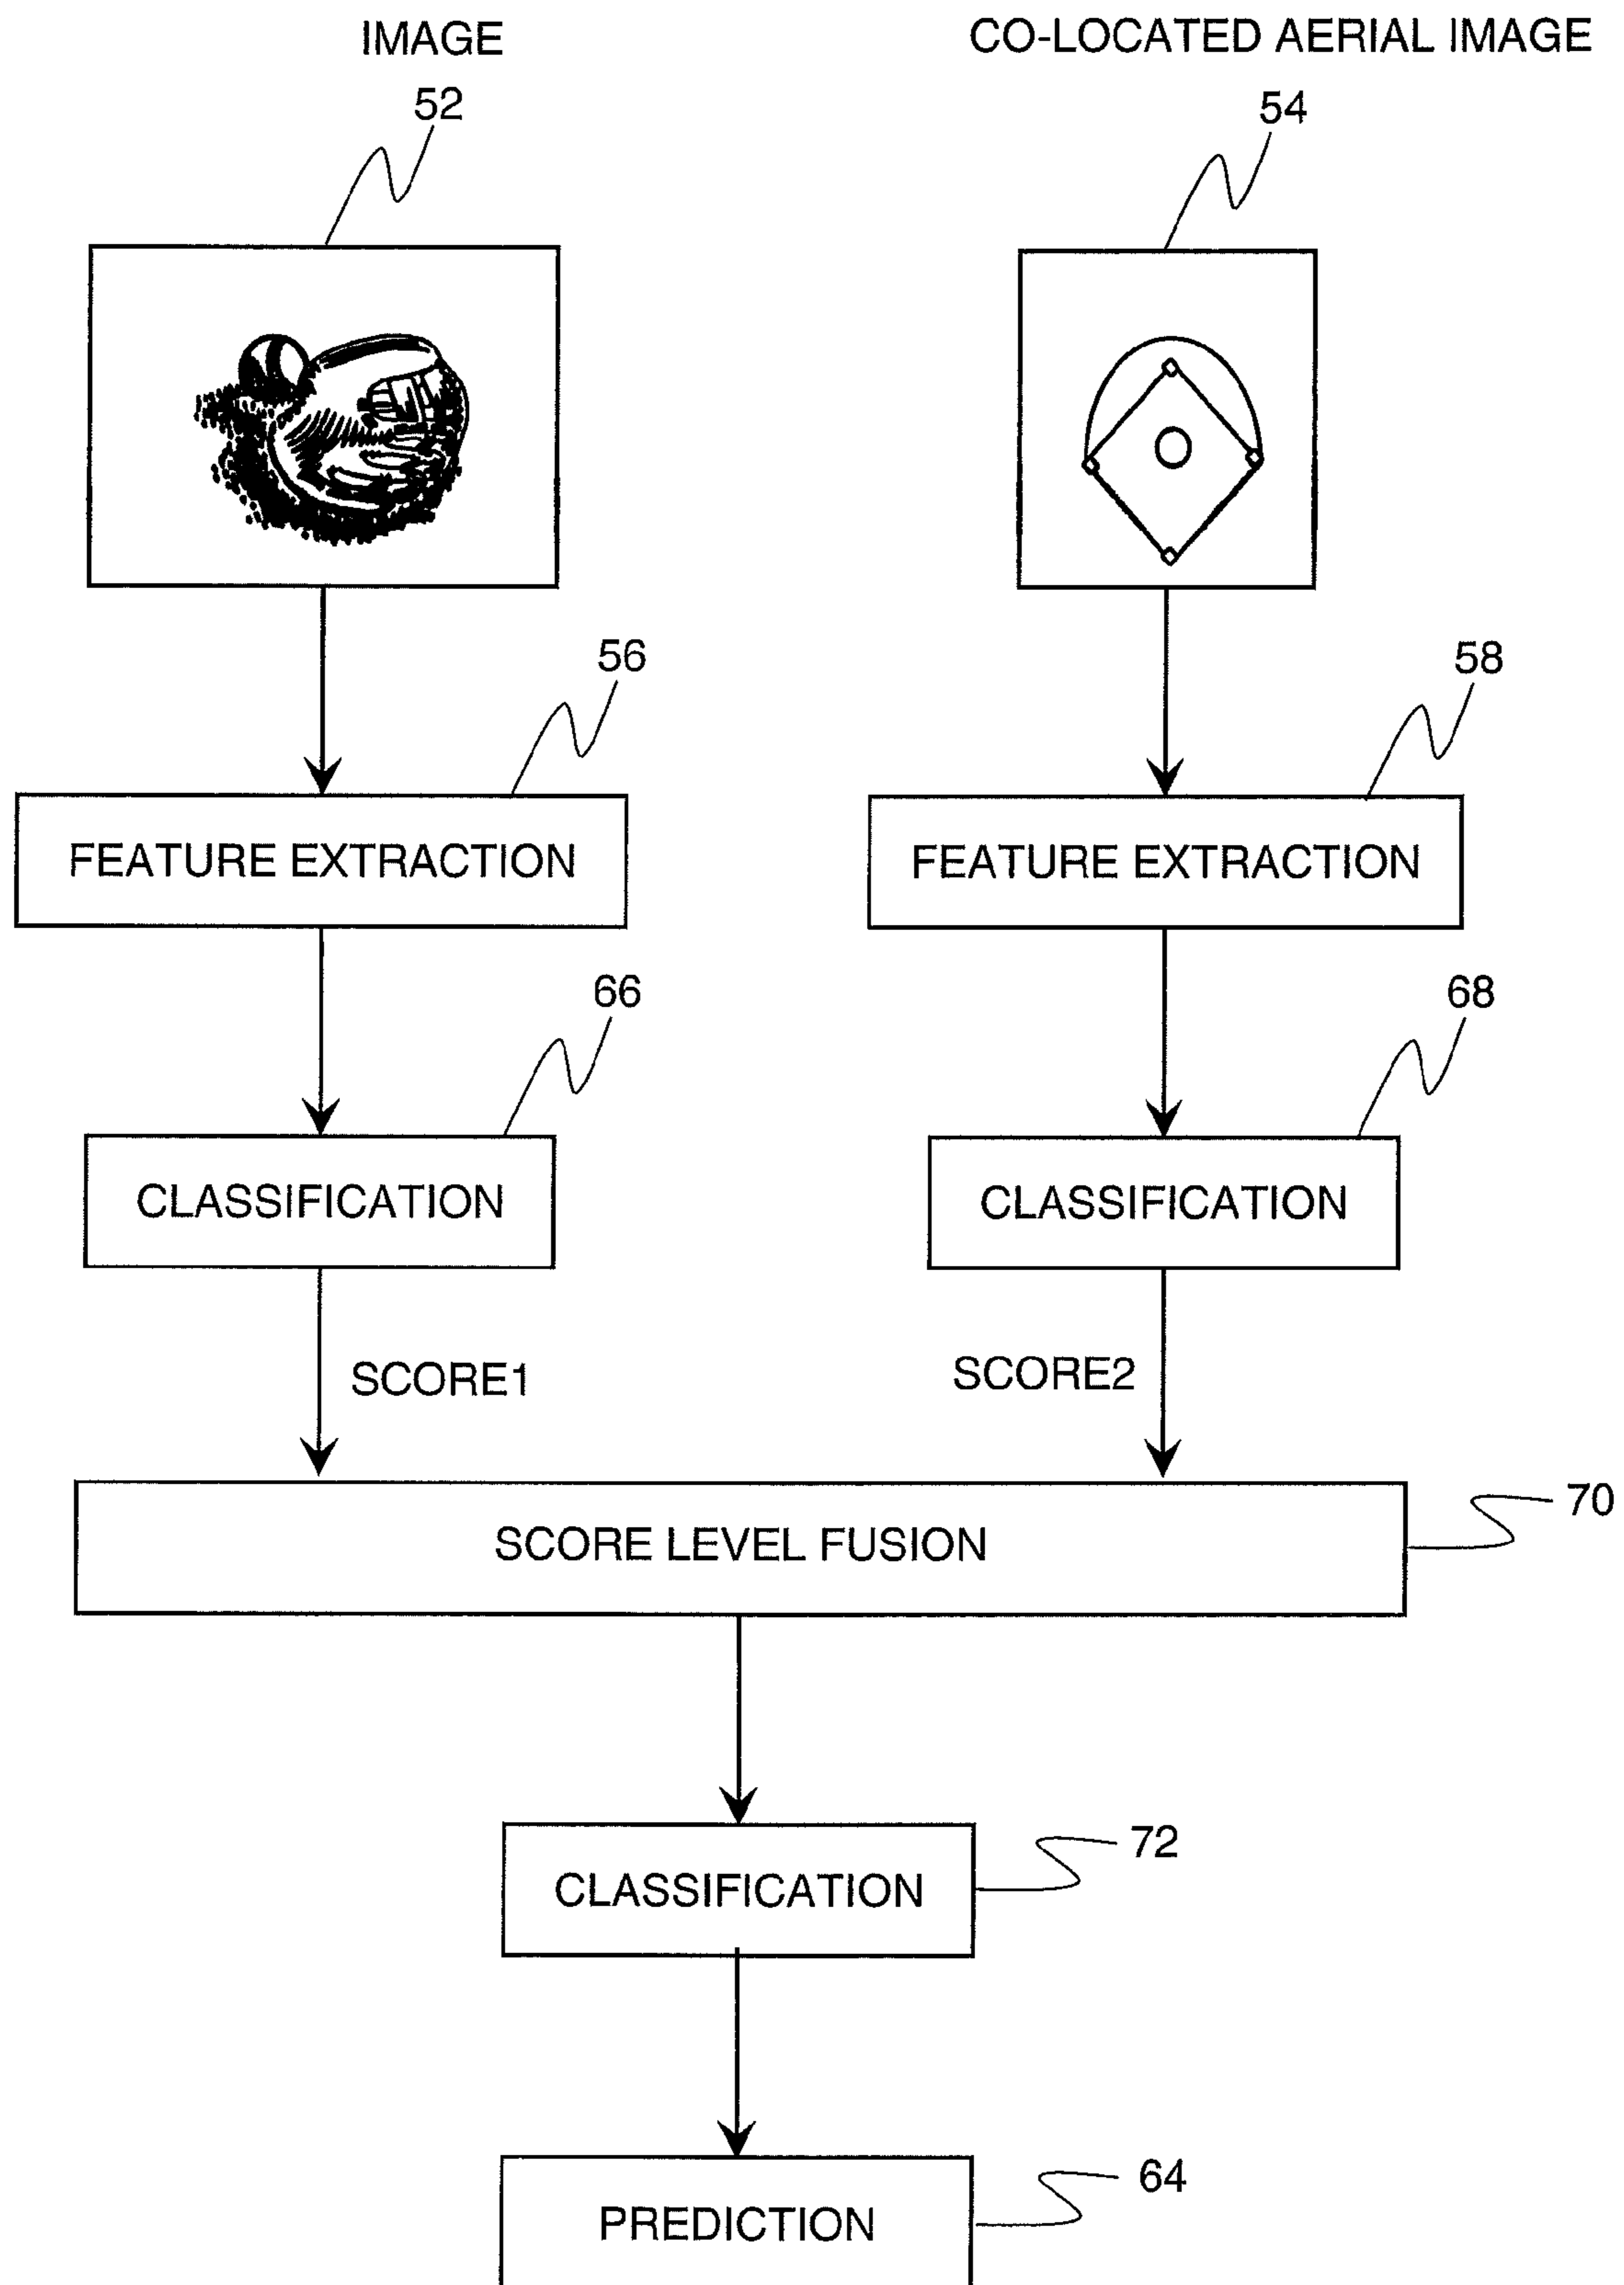 IMAGE
CO-LOCATED AERIAL IMAGE
52
54
56
58
FEATURE EXTRACTION
FEATURE EXTRACTION
66
68
CLASSIFICATION
CLASSIFICATION
SCORE1
SCORE2
70
SCORE LEVEL FUSION
72
CLASSIFICATION
64
PREDICTION